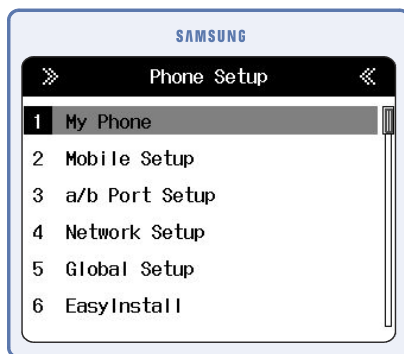 SAMSUNG
» Phone Setup «
1 My Phone
2 Mobile Setup
3 a/b Port Setup
4 Network Setup
5 Global Setup
6 EasyInstall